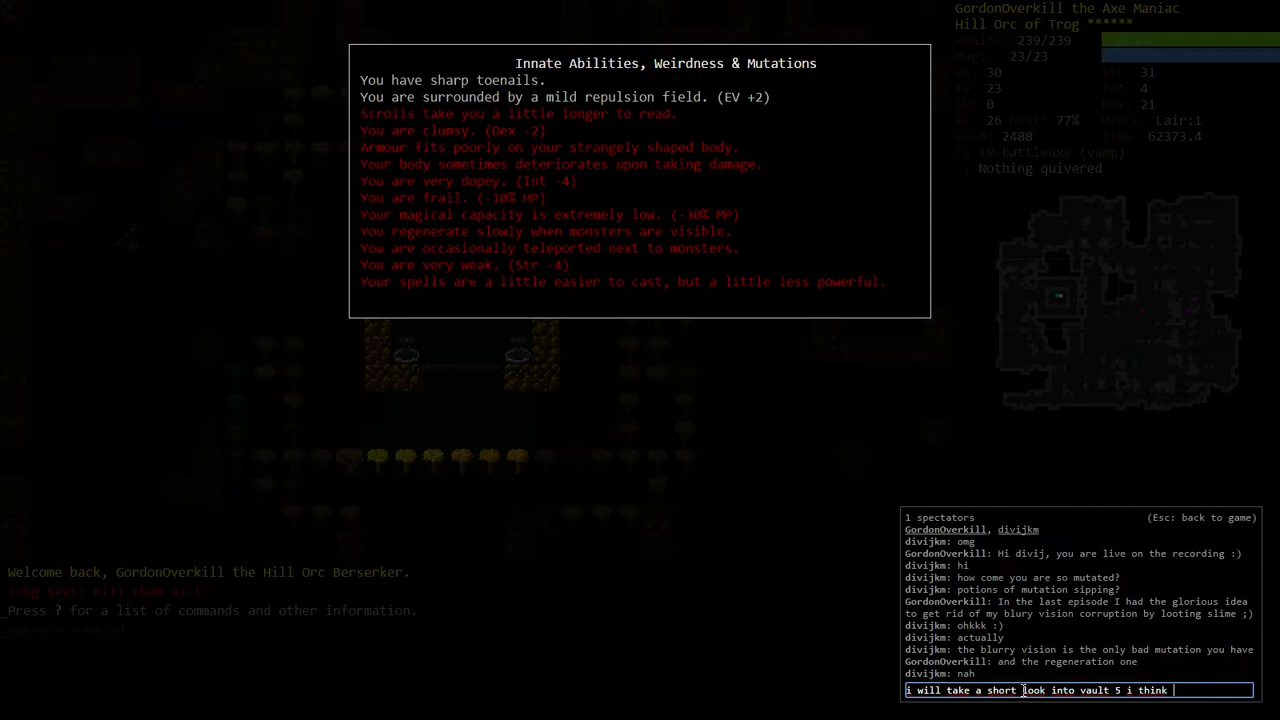 GordonOverkill the Axe Maniac
Hill Orc of Trog ******
Health: 239/239
Magic: 23/23
AC: 30 St: 31
EV: 23 Int: 4
SH: 0 Dex: 21
XL: 26 Next: 77% Place: Lair:1
Gold: 2488 Time: 62373.4
+9 battleaxe (vamp)
Nothing quivered
Innate Abilities, Weirdness & Mutations
You have sharp toenails.
You are surrounded by a mild repulsion field. (EV +2)
Scrolls take you a little longer to read.
You are clumsy. (Dex -2)
Armour fits poorly on your strangely shaped body.
Your body sometimes deteriorates upon taking damage.
You are very dopey. (Int -4)
You are frail. (-10% HP)
Your magical capacity is extremely low. (-30% MP)
You regenerate slowly when monsters are visible.
You are occasionally teleported next to monsters.
You are very weak. (Str -4)
Your spells are a little easier to cast, but a little less powerful.
Welcome back, GordonOverkill the Hill Orc Berserker.
Trog says: Kill them all!
_Press ? for a list of commands and other information.
_Unknown command.
1 spectators (Esc: back to game)
GordonOverkill, divijkm
divijkm: omg
GordonOverkill: Hi divij, you are live on the recording :)
divijkm: hi
divijkm: how come you are so mutated?
divijkm: potions of mutation sipping?
GordonOverkill: In the last episode I had the glorious idea
to get rid of my blury vision corruption by looting slime ;)
divijkm: ohkkk :)
divijkm: actually
divijkm: the blurry vision is the only bad mutation you have
GordonOverkill: and the regeneration one
divijkm: nah
i will take a short look into vault 5 i think